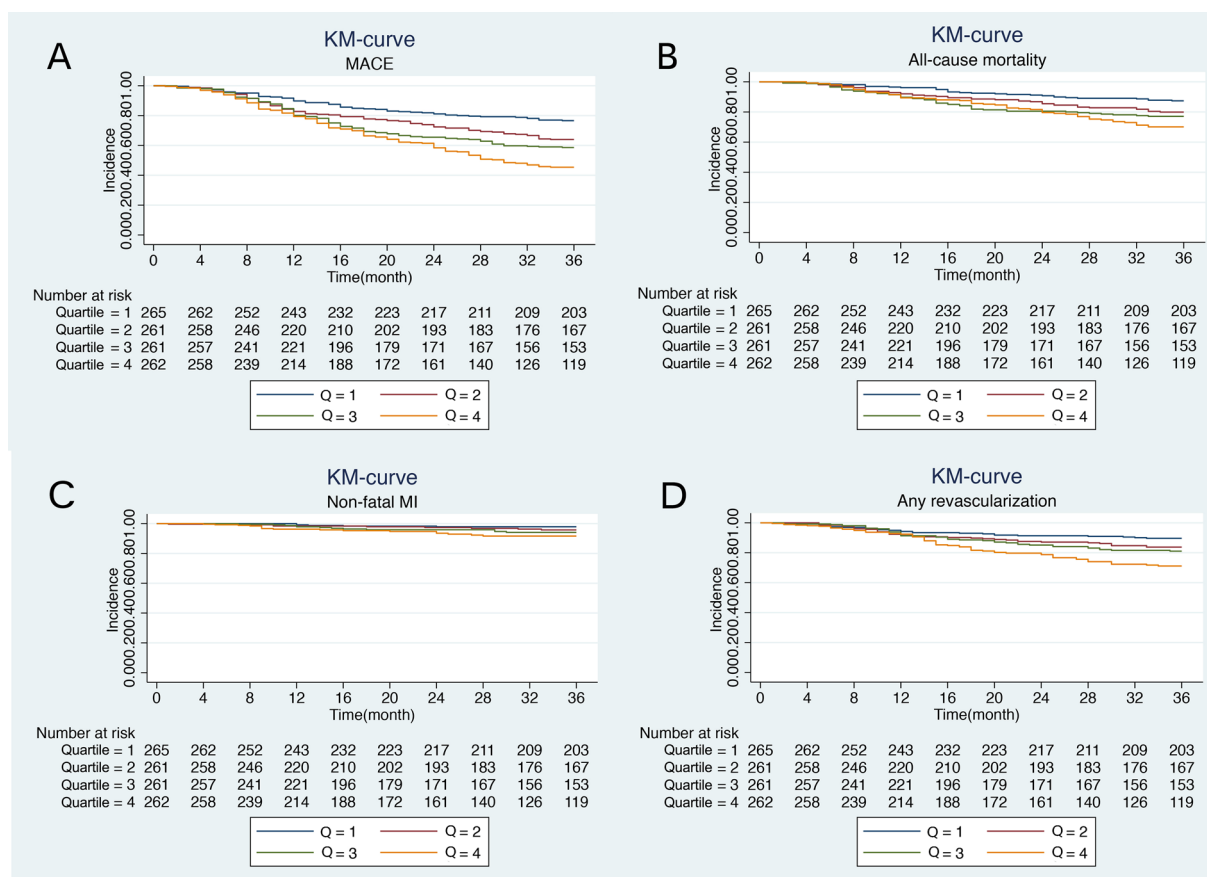 A
KM-curve
MACE
Incidence
0.000.200.400.600.801.00
0 4 8 12 16 20 24 28 32 36
Time(month)
Number at risk
Quartile = 1 265 262 252 243 232 223 217 211 209 203
Quartile = 2 261 258 246 220 210 202 193 183 176 167
Quartile = 3 261 257 241 221 196 179 171 167 156 153
Quartile = 4 262 258 239 214 188 172 161 140 126 119
Q = 1 Q = 2
Q = 3 Q = 4
B
KM-curve
All-cause mortality
Incidence
0.000.200.400.600.801.00
0 4 8 12 16 20 24 28 32 36
Time(month)
Number at risk
Quartile = 1 265 262 252 243 232 223 217 211 209 203
Quartile = 2 261 258 246 220 210 202 193 183 176 167
Quartile = 3 261 257 241 221 196 179 171 167 156 153
Quartile = 4 262 258 239 214 188 172 161 140 126 119
Q = 1 Q = 2
Q = 3 Q = 4
C
KM-curve
Non-fatal MI
Incidence
0.000.200.400.600.801.00
0 4 8 12 16 20 24 28 32 36
Time(month)
Number at risk
Quartile = 1 265 262 252 243 232 223 217 211 209 203
Quartile = 2 261 258 246 220 210 202 193 183 176 167
Quartile = 3 261 257 241 221 196 179 171 167 156 153
Quartile = 4 262 258 239 214 188 172 161 140 126 119
Q = 1 Q = 2
Q = 3 Q = 4
D
KM-curve
Any revascularization
Incidence
0.000.200.400.600.801.00
0 4 8 12 16 20 24 28 32 36
Time(month)
Number at risk
Quartile = 1 265 262 252 243 232 223 217 211 209 203
Quartile = 2 261 258 246 220 210 202 193 183 176 167
Quartile = 3 261 257 241 221 196 179 171 167 156 153
Quartile = 4 262 258 239 214 188 172 161 140 126 119
Q = 1 Q = 2
Q = 3 Q = 4